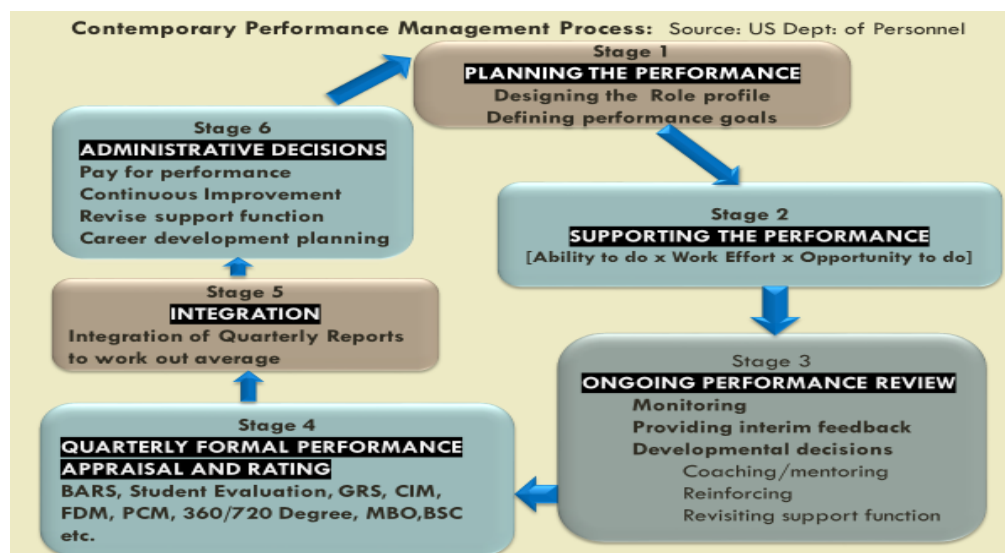 Contemporary Performance Management Process: Source: US Dept: of Personnel
Stage 1
PLANNING THE PERFORMANCE
Designing the Role profile
Defining performance goals
Stage 2
SUPPORTING THE PERFORMANCE
[Ability to do x Work Effort x Opportunity to do]
Stage 3
ONGOING PERFORMANCE REVIEW
Monitoring
Providing interim feedback
Developmental decisions
Coaching/mentoring
Reinforcing
Revisiting support function
Stage 4
QUARTERLY FORMAL PERFORMANCE
APPRAISAL AND RATING
BARS, Student Evaluation, GRS, CIM,
FDM, PCM, 360/720 Degree, MBO,BSC
etc.
Stage 5
INTEGRATION
Integration of Quarterly Reports
to work out average
Stage 6
ADMINISTRATIVE DECISIONS
Pay for performance
Continuous Improvement
Revise support function
Career development planning